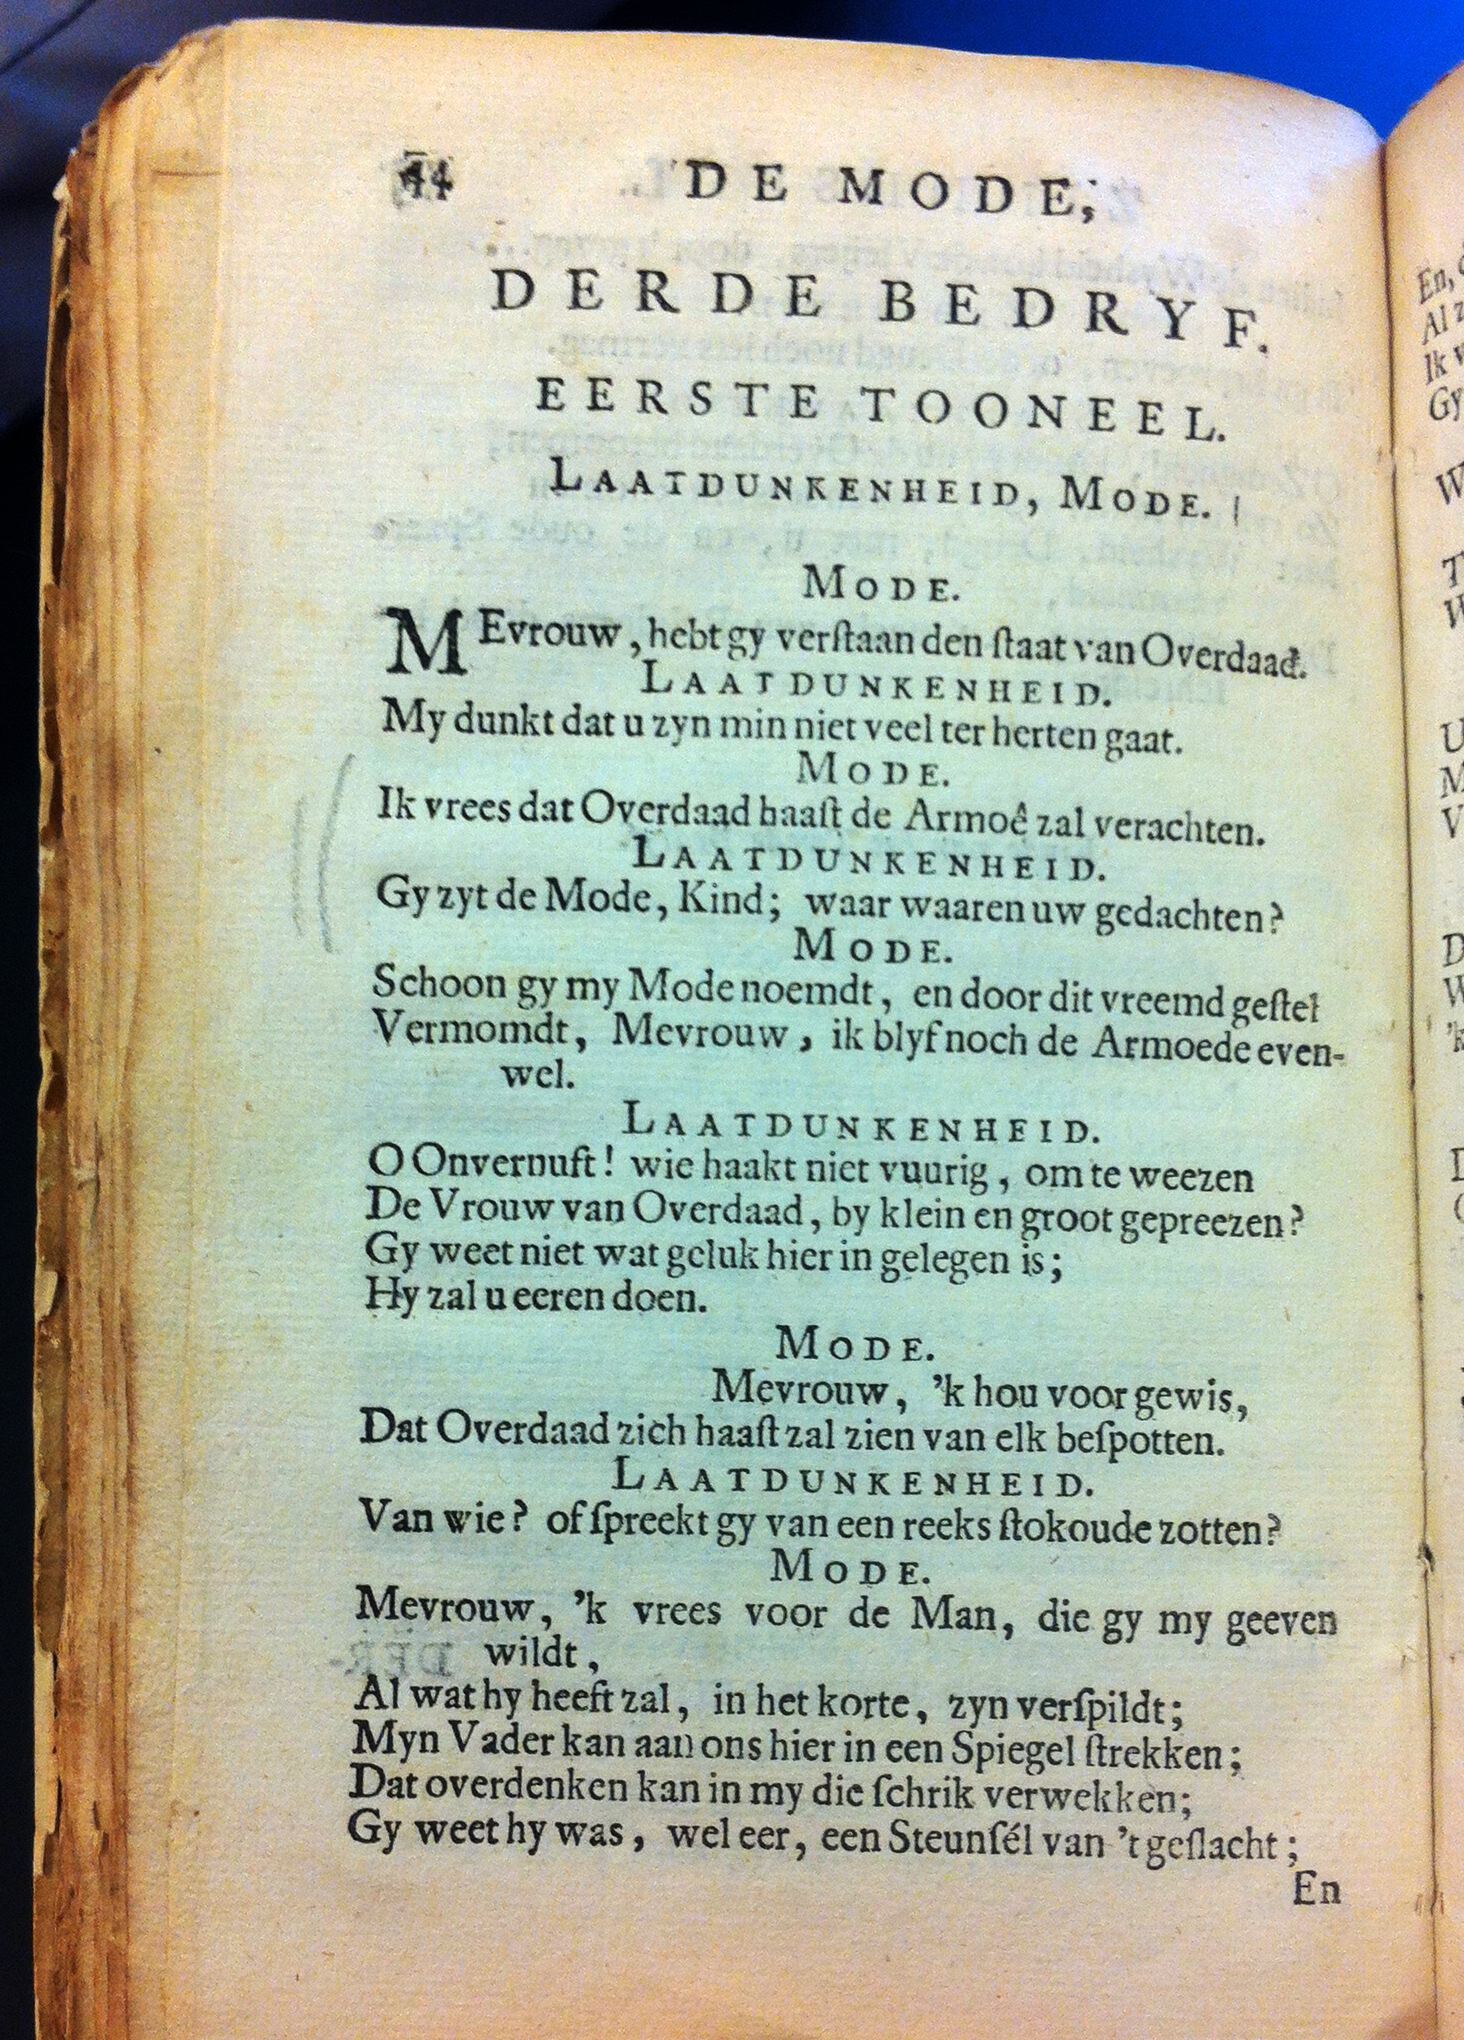 44 DE MODE,
DERDE BEDRYF.
EERSTE TOONEEL.
LAATDUNKENHEID, MODE.
MODE.
MEvrouw, hebt gy verſtaan den ſtaat van Overdaad.
LAATDUNKENHEID.
My dunkt dat u zyn min niet veel ter herten gaat.
MODE.
Ik vrees dat Overdaad haaſt de Armoê zal verachten.
LAATDUNKENHEID.
Gy zyt de Mode, Kind; waar waaren uw gedachten?
MODE.
Schoon gy my Mode noemdt, en door dit vreemd geſtel
Vermomdt, Mevrouw, ik blyf noch de Armoede even-
wel.
LAATDUNKENHEID.
O Onvernuft! wie haakt niet vuurig, om te weezen
De Vrouw van Overdaad, by klein en groot gepreezen?
Gy weet niet wat geluk hier in gelegen is;
Hy zal u eeren doen.
MODE.
Mevrouw, 'k hou voor gewis,
Dat Overdaad zich haaſt zal zien van elk beſpotten.
LAATDUNKENHEID.
Van wie? of ſpreekt gy van een reeks ſtokoude zotten?
MODE.
Mevrouw, 'k vrees voor de Man, die gy my geeven
wildt,
Al wat hy heeft zal, in het korte, zyn verſpildt;
Myn Vader kan aan ons hier in een Spiegel ſtrekken;
Dat overdenken kan in my die ſchrik verwekken;
Gy weet hy was, wel eer, een Steunſél van 't geſlacht;
En
En,
Al
Ik
Gy